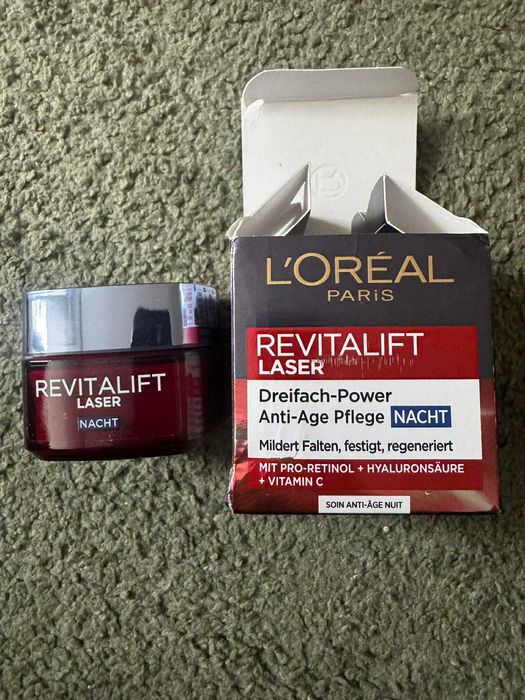 L'ORÉAL
PARiS
REVITALIFT
LASER
Dreifach-Power
Anti-Age Pflege NACHT
Mildert Falten, festigt, regeneriert
MIT PRO-RETINOL + HYALURONSÄURE
+ VITAMIN C
SOIN ANTI-ÂGE NUIT
REVITALIFT
LASER
NACHT